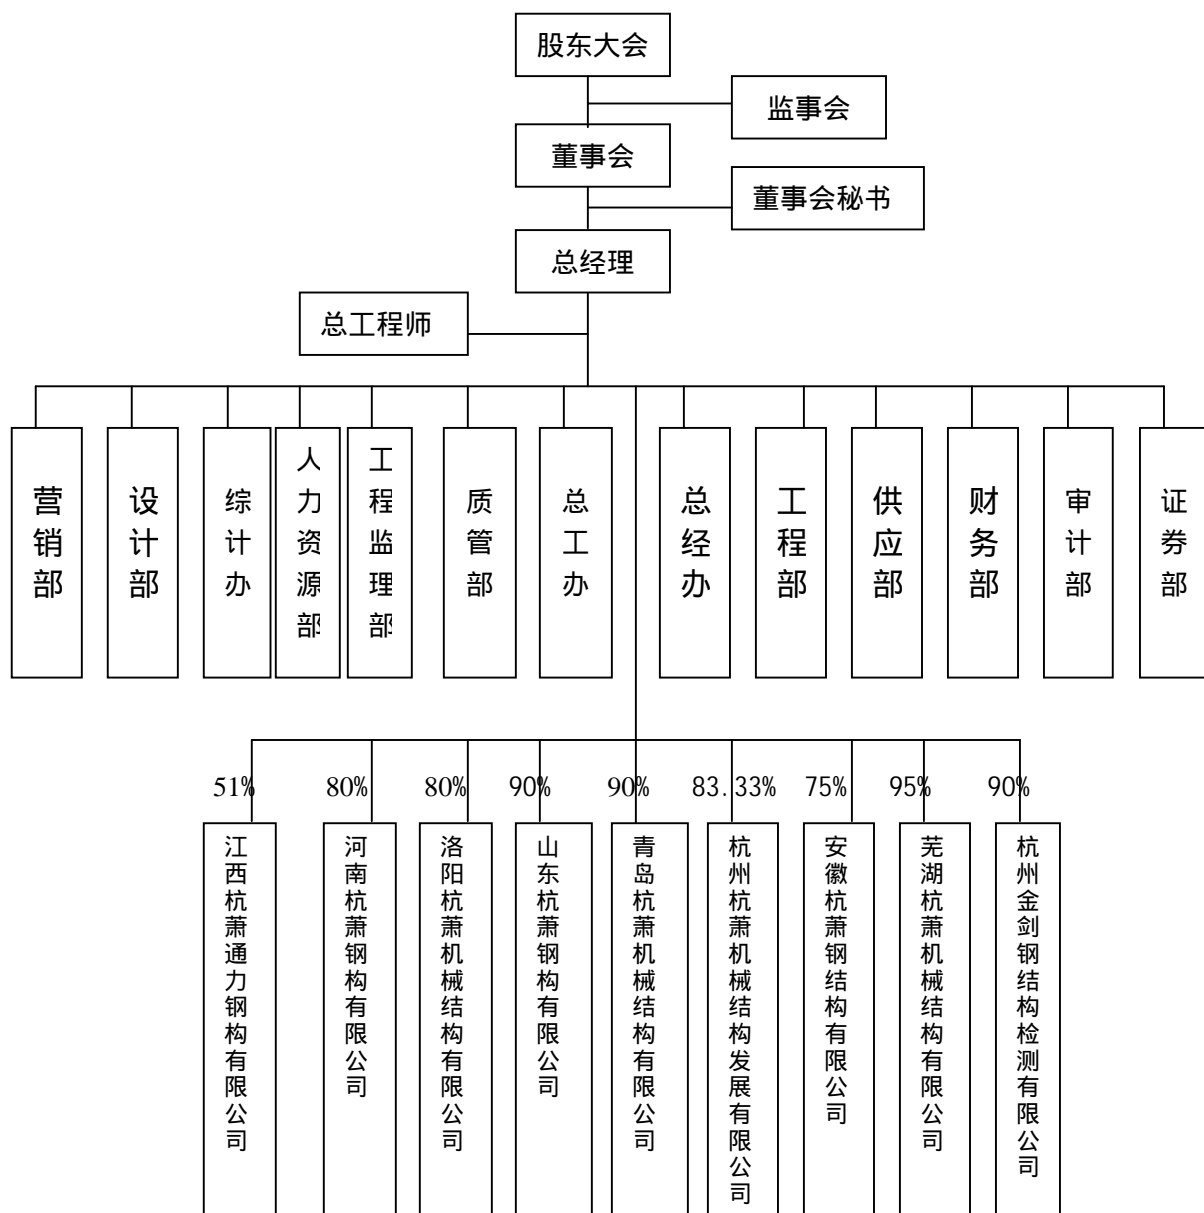 股东大会
监事会
董事会
董事会秘书
总经理
总工程师
营销部
设计部
综计办
人力资源部
工程监理部
质管部
总工办
总经办
工程部
供应部
财务部
审计部
证券部
51%
80%
80%
90%
90%
83.33%
75%
95%
90%
江西杭萧通力钢构有限公司
河南杭萧钢构有限公司
洛阳杭萧机械结构有限公司
山东杭萧钢构有限公司
青岛杭萧机械结构有限公司
杭州杭萧机械结构发展有限公司
安徽杭萧钢结构有限公司
芜湖杭萧机械结构有限公司
杭州金剑钢结构检测有限公司